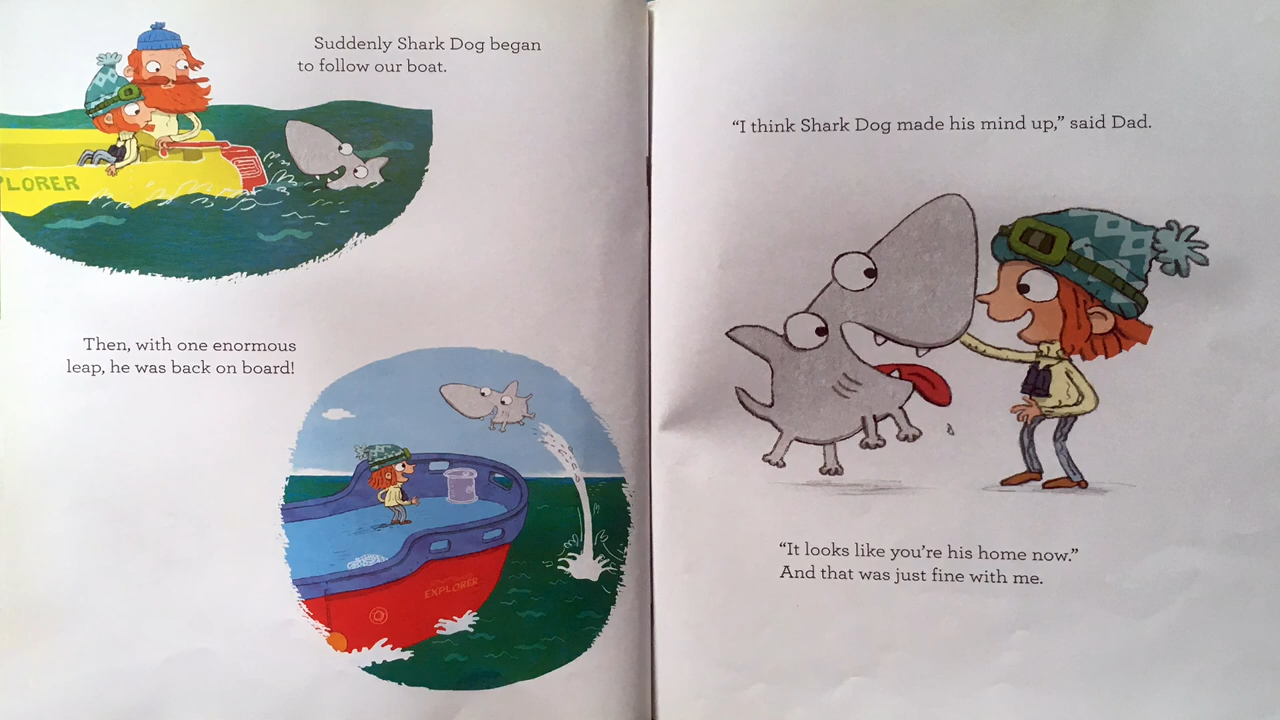 Suddenly Shark Dog began
to follow our boat.
PLORER
Then, with one enormous
leap, he was back on board!
EXPLORER
“I think Shark Dog made his mind up,” said Dad.
“It looks like you’re his home now.”
And that was just fine with me.